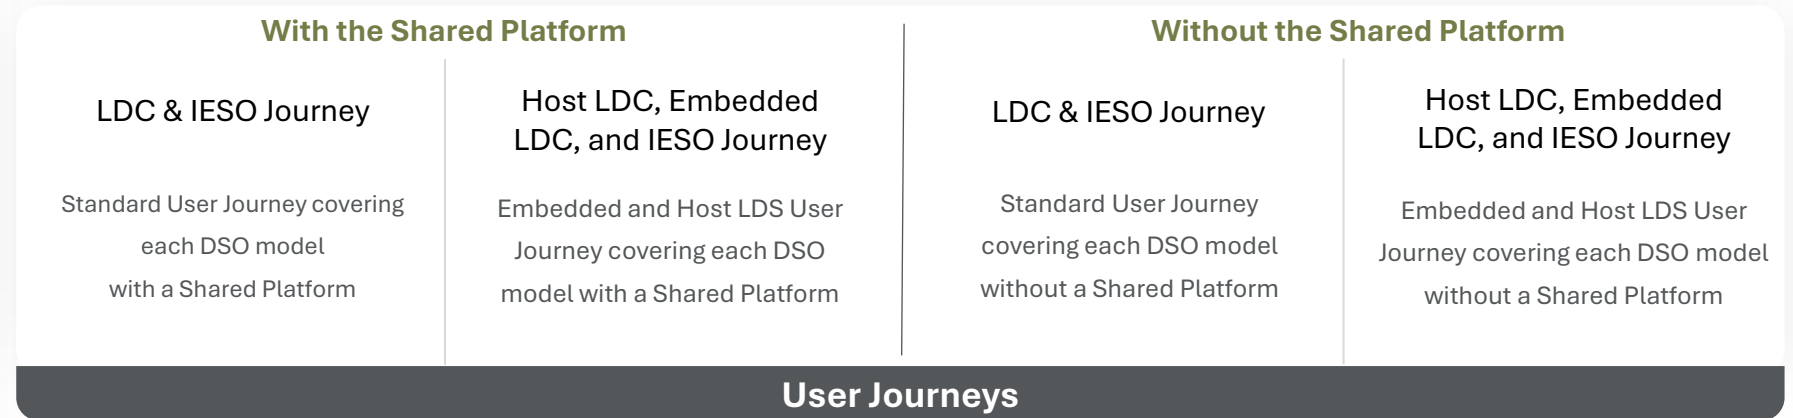 With the Shared Platform
LDC & IESO Journey
Standard User Journey covering
each DSO model
with a Shared Platform
Host LDC, Embedded
LDC, and IESO Journey
Embedded and Host LDS User
Journey covering each DSO
model with a Shared Platform
Without the Shared Platform
LDC & IESO Journey
Standard User Journey
covering each DSO model
without a Shared Platform
Host LDC, Embedded
LDC, and IESO Journey
Embedded and Host LDS User
Journey covering each DSO model
without a Shared Platform
User Journeys